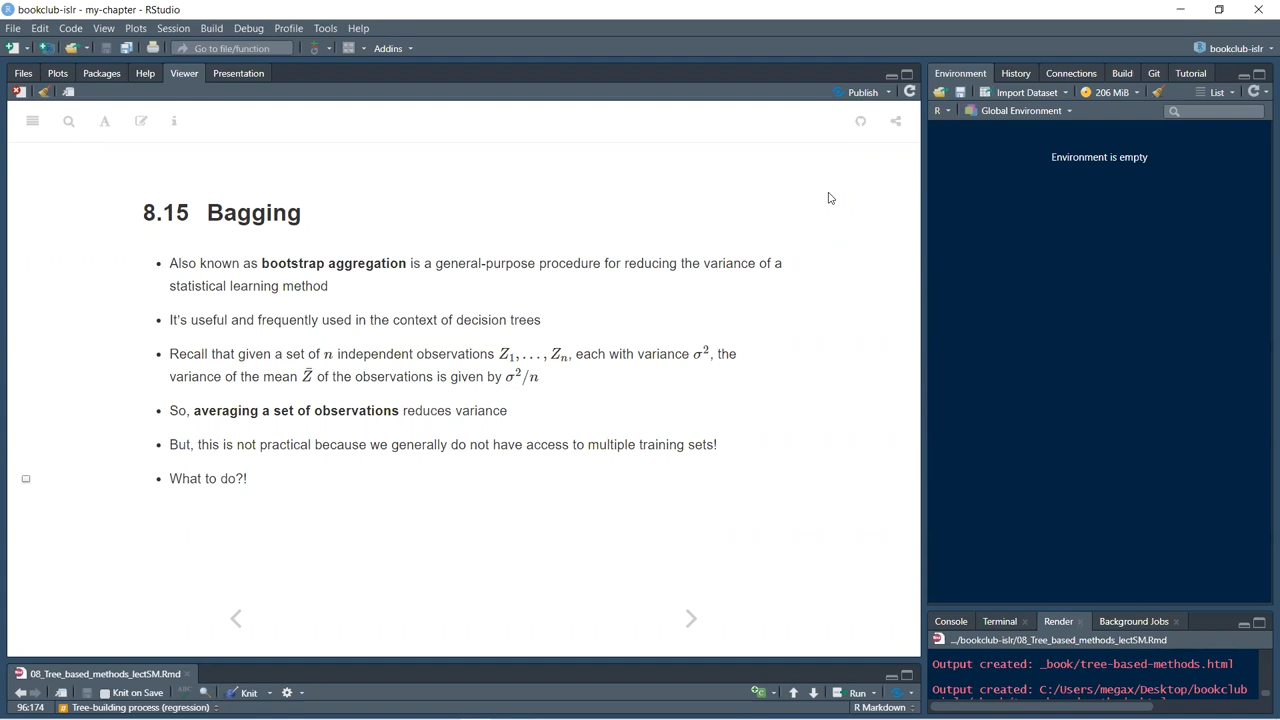 bookclub-islr - my-chapter - RStudio
File Edit Code View Plots Session Build Debug Profile Tools Help
Go to file/function Addins bookclub-islr
Files Plots Packages Help Viewer Presentation
Publish
8.15 Bagging
• Also known as bootstrap aggregation is a general-purpose procedure for reducing the variance of a
statistical learning method
• It's useful and frequently used in the context of decision trees
• Recall that given a set of n independent observations Z₁, . . . , Zₙ, each with variance σ², the
variance of the mean Z̄ of the observations is given by σ²/n
• So, averaging a set of observations reduces variance
• But, this is not practical because we generally do not have access to multiple training sets!
• What to do?!
08_Tree_based_methods_lectSM.Rmd
Knit on Save Knit Run
96:174 Tree-building process (regression) R Markdown
Environment History Connections Build Git Tutorial
Import Dataset 206 MiB List
R Global Environment
Environment is empty
Console Terminal Render Background Jobs
.../bookclub-islr/08_Tree_based_methods_lectSM.Rmd
Output created: _book/tree-based-methods.html
Output created: C:/Users/megax/Desktop/bookclub